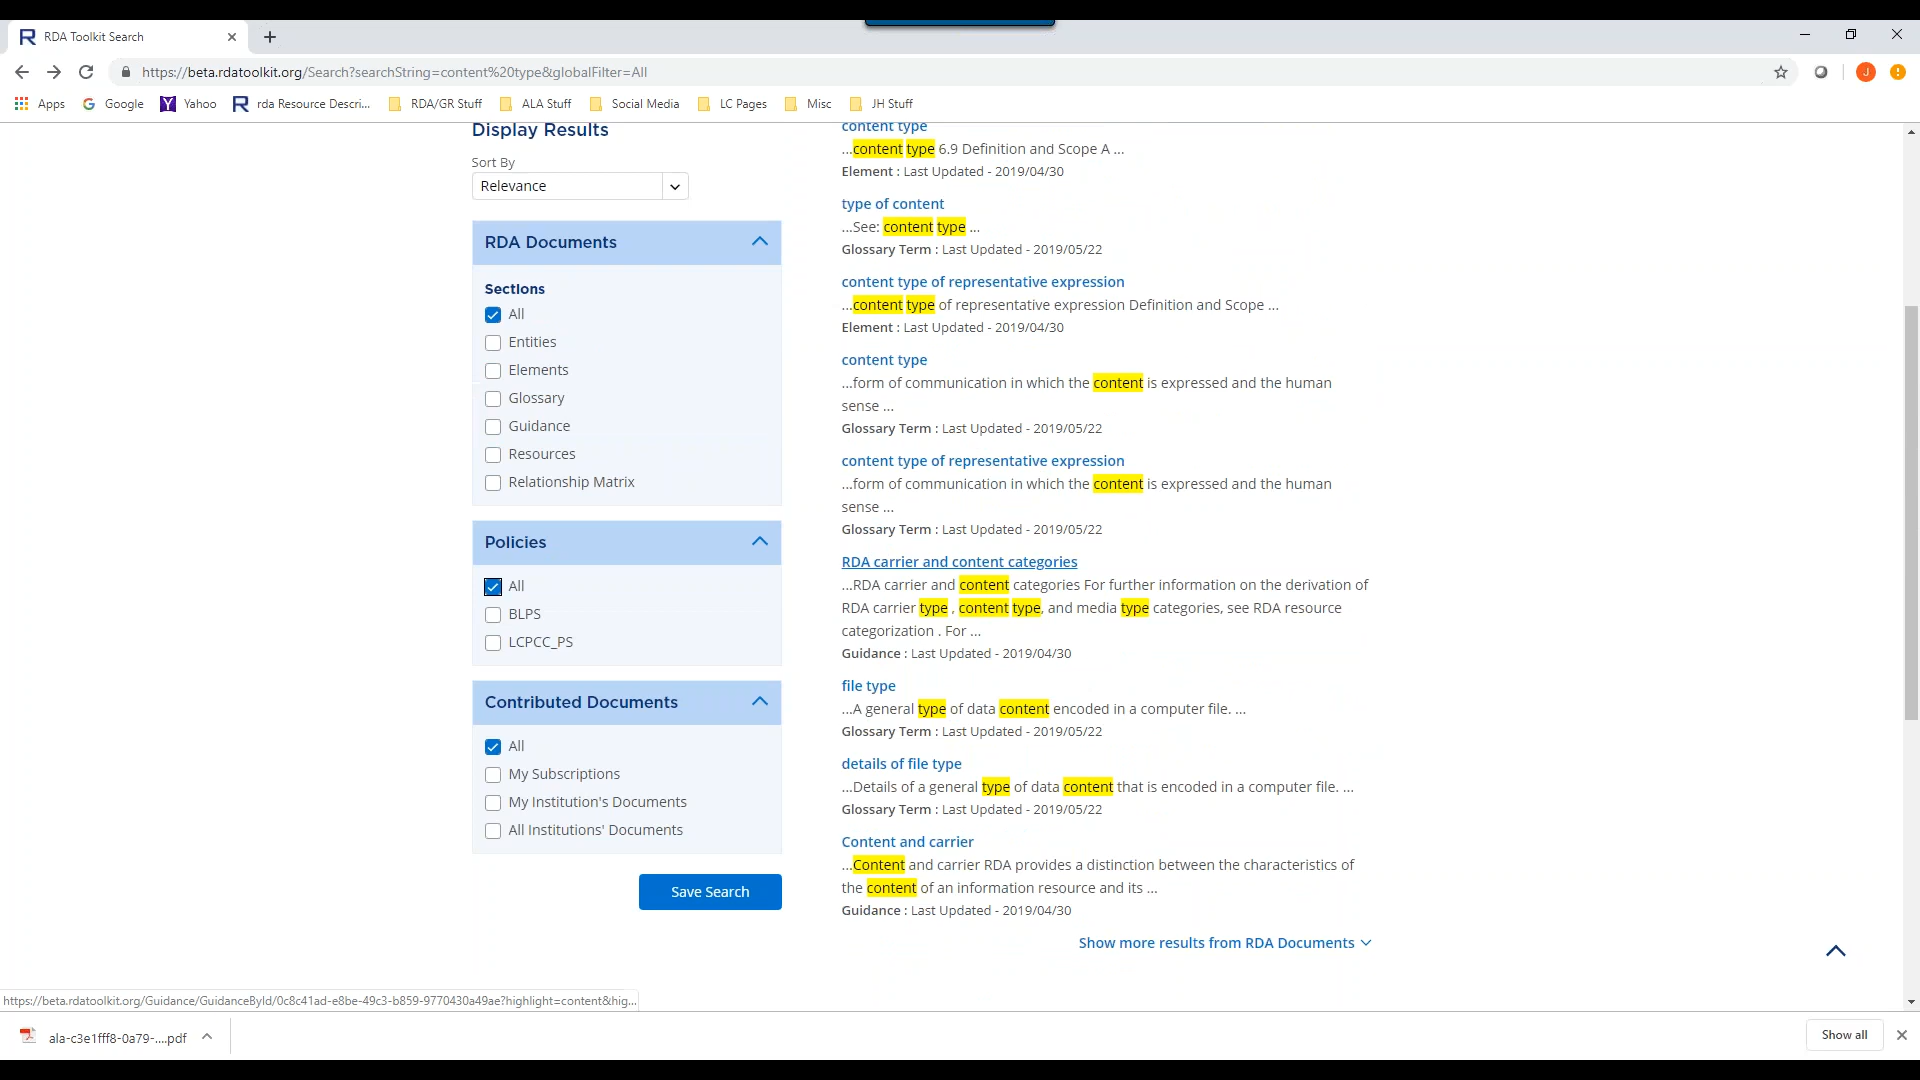 RDA Toolkit Search
https://beta.rdatoolkit.org/Search?searchString=content%20type&globalFilter=All
J
Apps
Google
Yahoo
rda Resource Descri...
RDA/GR Stuff
ALA Stuff
Social Media
LC Pages
Misc
JH Stuff
Display Results
Sort By
Relevance
RDA Documents
Sections
All
Entities
Elements
Glossary
Guidance
Resources
Relationship Matrix
Policies
All
BLPS
LCPCC_PS
Contributed Documents
All
My Subscriptions
My Institution's Documents
All Institutions' Documents
Save Search
content type
...content type 6.9 Definition and Scope A ...
Element : Last Updated - 2019/04/30
type of content
...See: content type ...
Glossary Term : Last Updated - 2019/05/22
content type of representative expression
...content type of representative expression Definition and Scope ...
Element : Last Updated - 2019/04/30
content type
...form of communication in which the content is expressed and the human
sense ...
Glossary Term : Last Updated - 2019/05/22
content type of representative expression
...form of communication in which the content is expressed and the human
sense ...
Glossary Term : Last Updated - 2019/05/22
RDA carrier and content categories
...RDA carrier and content categories For further information on the derivation of
RDA carrier type , content type, and media type categories, see RDA resource
categorization . For ...
Guidance : Last Updated - 2019/04/30
file type
...A general type of data content encoded in a computer file. ...
Glossary Term : Last Updated - 2019/05/22
details of file type
...Details of a general type of data content that is encoded in a computer file. ...
Glossary Term : Last Updated - 2019/05/22
Content and carrier
...Content and carrier RDA provides a distinction between the characteristics of
the content of an information resource and its ...
Guidance : Last Updated - 2019/04/30
Show more results from RDA Documents
https://beta.rdatoolkit.org/Guidance/GuidanceById/0c8c41ad-e8be-49c3-b859-9770430a49ae?highlight=content&hig...
ala-c3e1fff8-0a79-....pdf
Show all